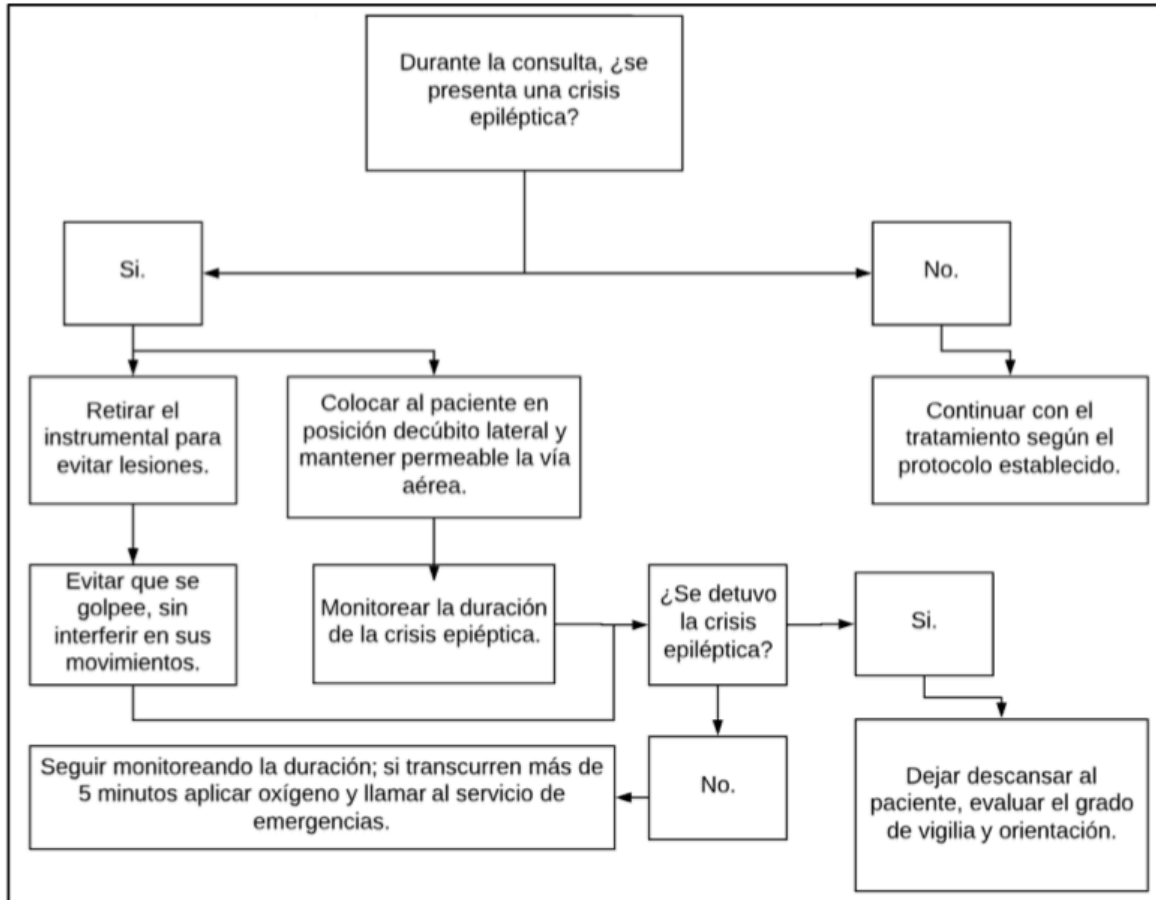 Durante la consulta, ¿se
presenta una crisis
epiléptica?
Si.
No.
Retirar el
instrumental para
evitar lesiones.
Colocar al paciente en
posición decúbito lateral y
mantener permeable la vía
aérea.
Continuar con el
tratamiento según el
protocolo establecido.
Evitar que se
golpee, sin
interferir en sus
movimientos.
Monitorear la duración
de la crisis epiéptica.
¿Se detuvo
la crisis
epiléptica?
Si.
Seguir monitoreando la duración; si transcurren más de
5 minutos aplicar oxígeno y llamar al servicio de
emergencias.
No.
Dejar descansar al
paciente, evaluar el grado
de vigilia y orientación.